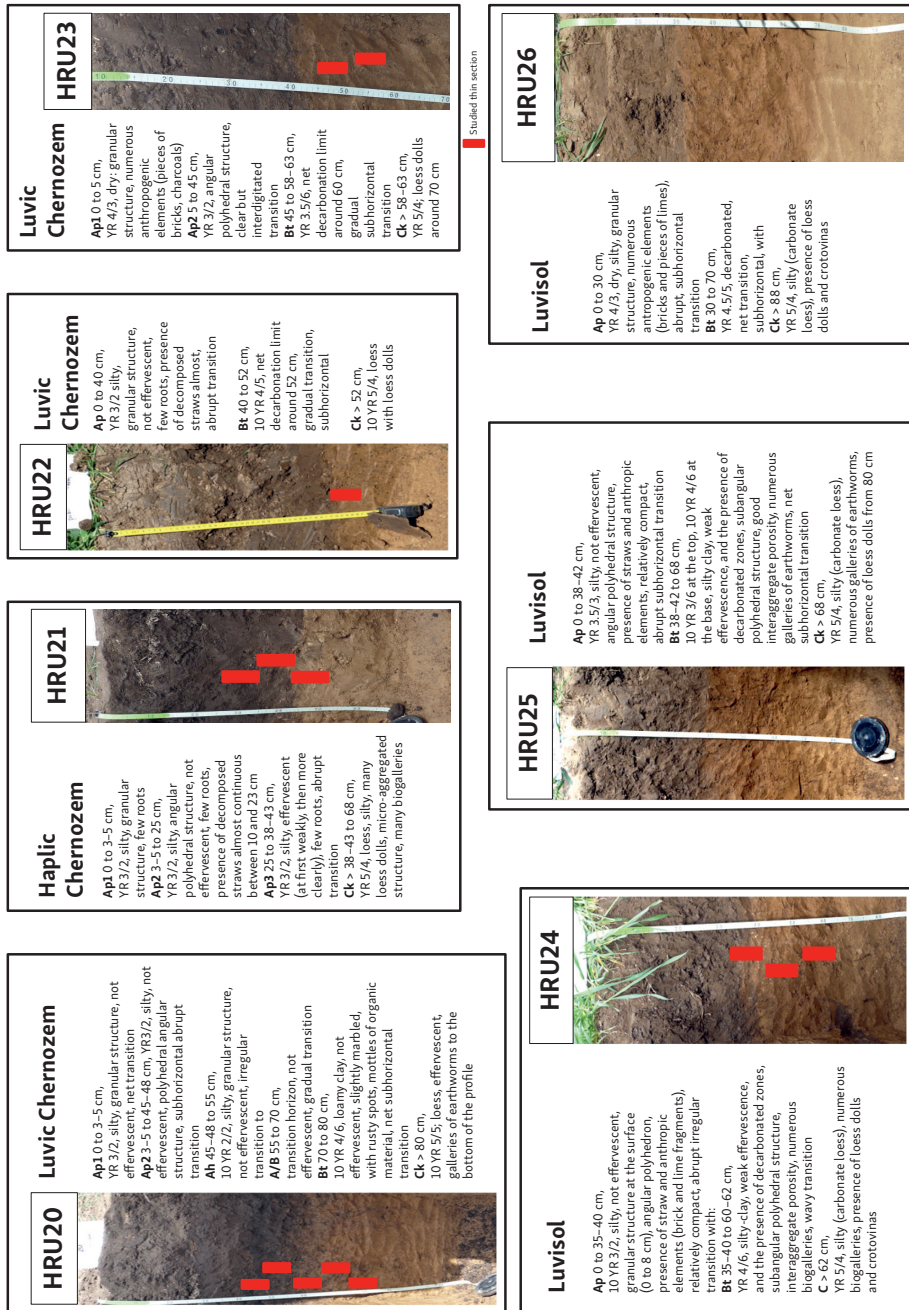 HRU20
Luvic Chernozem
Ap1 0 to 3–5 cm,
YR 3/2, silty, granular structure, not
effervescent, net transition
Ap2 3–5 to 45–48 cm, YR3/2, silty, not
effervescent, polyhedral angular
structure, subhorizontal abrupt
transition
Ah 45–48 to 55 cm,
10 YR 2/2, silty, granular structure,
not effervescent, irregular
transition to
A/B 55 to 70 cm,
transition horizon, not
effervescent, gradual transition
Bt 70 to 80 cm,
10 YR 4/6, loamy clay, not
effervescent, slightly marbled,
with rusty spots, mottles of organic
material, net subhorizontal
transition
Ck > 80 cm,
10 YR 5/5; loess, effervescent,
galleries of earthworms to the
bottom of the profile
Haplic
Chernozem
HRU21
Ap1 0 to 3–5 cm,
YR 3/2, silty, granular
structure, few roots
Ap2 3–5 to 25 cm,
YR 3/2, silty, angular
polyhedral structure, not
effervescent, few roots,
presence of decomposed
straws almost continuous
between 10 and 23 cm
Ap3 25 to 38–43 cm,
YR 3/2, silty, effervescent
(at first weakly, then more
clearly), few roots, abrupt
transition
Ck > 38–43 to 68 cm,
YR 5/4, loess, silty, many
loess dolls, micro-aggregated
structure, many biogalleries
HRU22
Luvic
Chernozem
Ap 0 to 40 cm,
YR 3/2 silty,
granular structure,
not effervescent,
few roots, presence
of decomposed
straws almost,
abrupt transition
Bt 40 to 52 cm,
10 YR 4/5, net
decarbonation limit
around 52 cm,
gradual transition,
subhorizontal
Ck > 52 cm,
10 YR 5/4, loess
with loess dolls
Luvic
Chernozem
HRU23
Ap1 0 to 5 cm,
YR 4/3, dry: granular
structure, numerous
anthropogenic
elements (pieces of
bricks, charcoals)
Ap2 5 to 45 cm,
YR 3/2, angular
polyhedral structure,
clear but
interdigitated
transition
Bt 45 to 58–63 cm,
YR 3.5/6, net
decarbonation limit
around 60 cm,
gradual
subhorizontal
transition
Ck > 58–63 cm,
YR 5/4; loess dolls
around 70 cm
10
20
30
40
50
60
70
Studied thin section
Luvisol
HRU24
Ap 0 to 35–40 cm,
10 YR 3/2, silty, not effervescent,
granular structure at the surface
(0 to 8 cm), angular polyhedron,
presence of straw and anthropic
elements (brick and lime fragments),
relatively compact, abrupt irregular
transition with:
Bt 35–40 to 60–62 cm,
YR 4/6, silty-clay, weak effervescence,
and the presence of decarbonated zones,
subangular polyhedral structure,
interaggregate porosity, numerous
biogalleries, wavy transition
C > 62 cm,
YR 5/4, silty (carbonate loess), numerous
biogalleries, presence of loess dolls
and crotovinas
HRU25
Luvisol
Ap 0 to 38–42 cm,
YR 3.5/3, silty, not effervescent,
angular polyhedral structure,
presence of straws and anthropic
elements, relatively compact,
abrupt subhorizontal transition
Bt 38–42 to 68 cm,
10 YR 3/6 at the top, 10 YR 4/6 at
the base, silty clay, weak
effervescence, and the presence of
decarbonated zones, subangular
polyhedral structure, good
interaggregate porosity, numerous
galleries of earthworms, net
subhorizontal transition
Ck > 68 cm,
YR 5/4, silty (carbonate loess),
numerous galleries of earthworms,
presence of loess dolls from 80 cm
Luvisol
HRU26
Ap 0 to 30 cm,
YR 4/3, dry, silty, granular
structure, numerous
antropogenic elements
(bricks and pieces of limes),
abrupt, subhorizontal
transition
Bt 30 to 70 cm,
YR 4.5/5, decarbonated,
net transition,
subhorizontal, with
Ck > 88 cm,
YR 5/4, silty (carbonate
loess), presence of loess
dolls and crotovinas